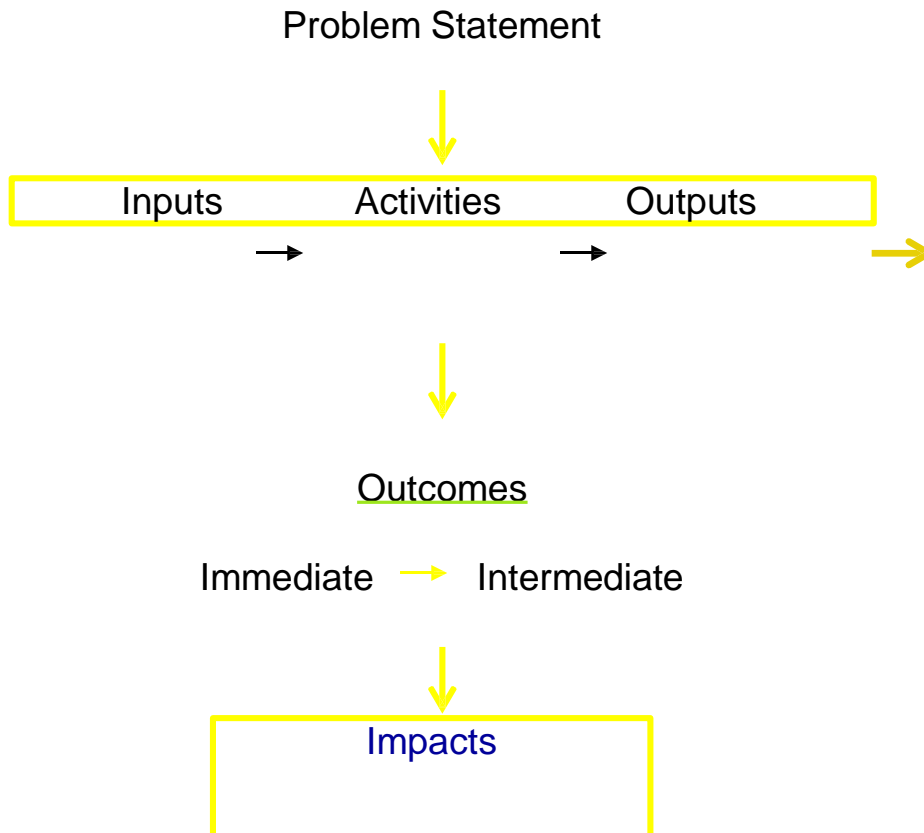 Problem Statement
Inputs Activities Outputs
Outcomes
Immediate Intermediate
Impacts